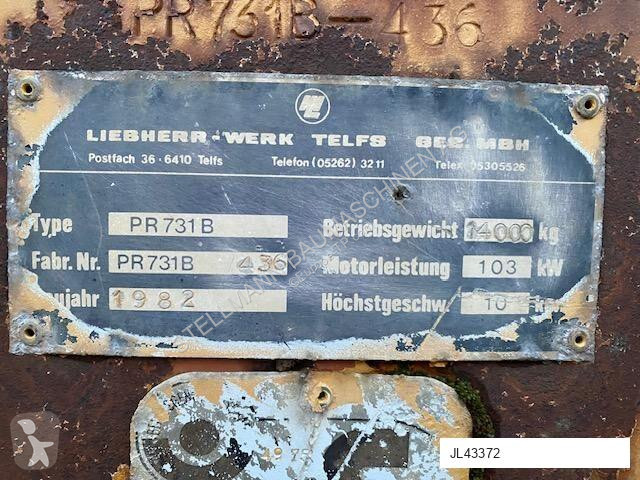 PR731B-436
LIEBHERR-WERK TELFS GES. MBH
Postfach 36 · 6410 Telfs Telefon (05262) 3211 Telex 05305526
Type PR731B Betriebsgewicht 14000 kg
Fabr. Nr. PR731B 436 Motorleistung 103 kW
Baujahr 1982 Höchstgeschw. 10
JL43372